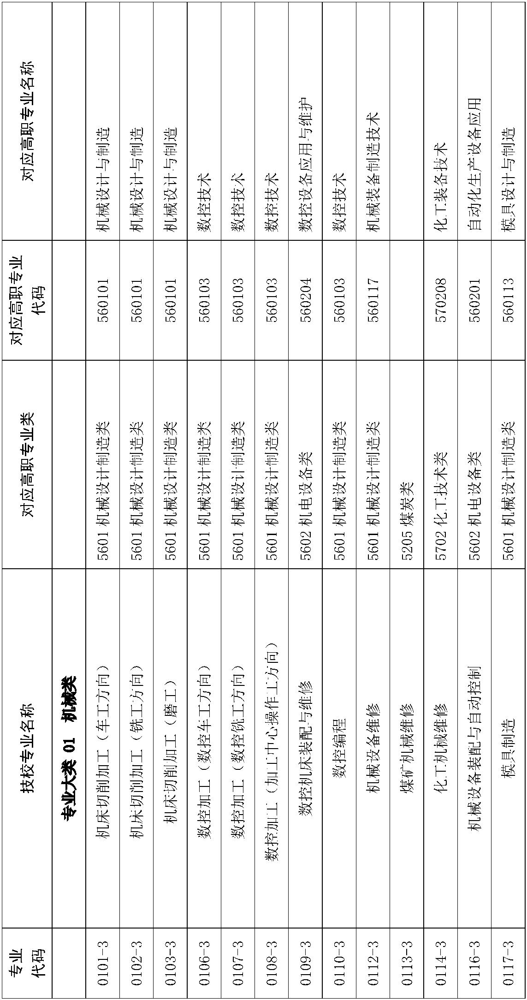 专业代码 技校专业名称 对应高职专业类 对应高职专业代码 对应高职专业名称
专业大类 01 机械类
0101-3 机床切削加工（车工方向） 5601 机械设计制造类 560101 机械设计与制造
0102-3 机床切削加工（铣工方向） 5601 机械设计制造类 560101 机械设计与制造
0103-3 机床切削加工（磨工） 5601 机械设计制造类 560101 机械设计与制造
0106-3 数控加工（数控车工方向） 5601 机械设计制造类 560103 数控技术
0107-3 数控加工（数控铣工方向） 5601 机械设计制造类 560103 数控技术
0108-3 数控加工（加工中心操作工方向） 5601 机械设计制造类 560103 数控技术
0109-3 数控机床装配与维修 5602 机电设备类 560204 数控设备应用与维护
0110-3 数控编程 5601 机械设计制造类 560103 数控技术
0112-3 机械设备维修 5601 机械设计制造类 560117 机械装备制造技术
0113-3 煤矿机械维修 5205 煤炭类
0114-3 化工机械维修 5702 化工技术类 570208 化工装备技术
0116-3 机械设备装配与自动控制 5602 机电设备类 560201 自动化生产设备应用
0117-3 模具制造 5601 机械设计制造类 560113 模具设计与制造